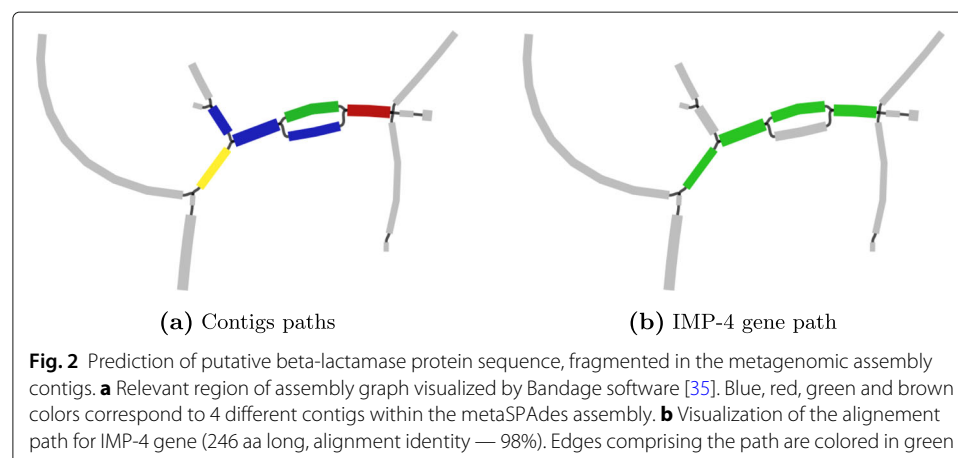 (a) Contigs paths
(b) IMP-4 gene path
Fig. 2 Prediction of putative beta-lactamase protein sequence, fragmented in the metagenomic assembly
contigs. a Relevant region of assembly graph visualized by Bandage software [35]. Blue, red, green and brown
colors correspond to 4 different contigs within the metaSPAdes assembly. b Visualization of the alignement
path for IMP-4 gene (246 aa long, alignment identity — 98%). Edges comprising the path are colored in green